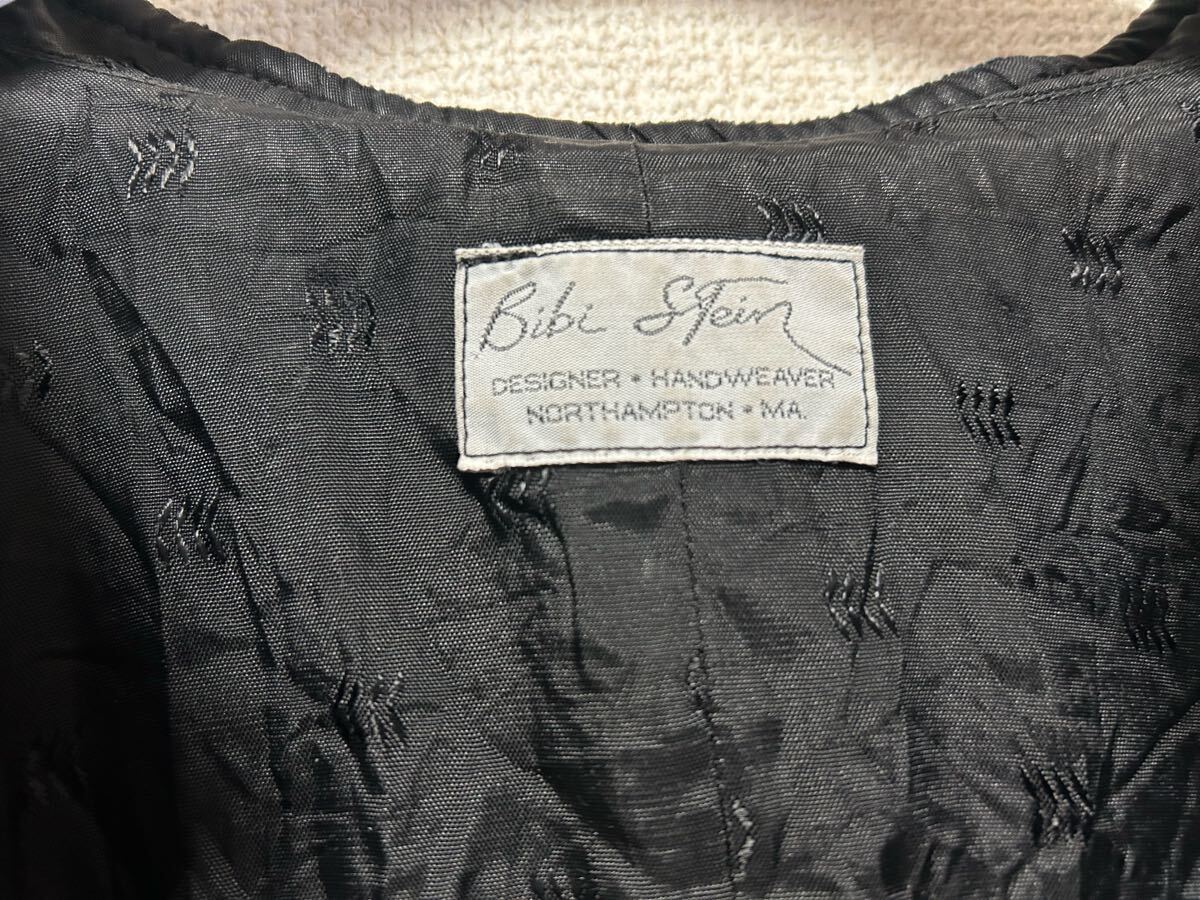 Bibi Stein
DESIGNER • HANDWEAVER
NORTHAMPTON • MA.